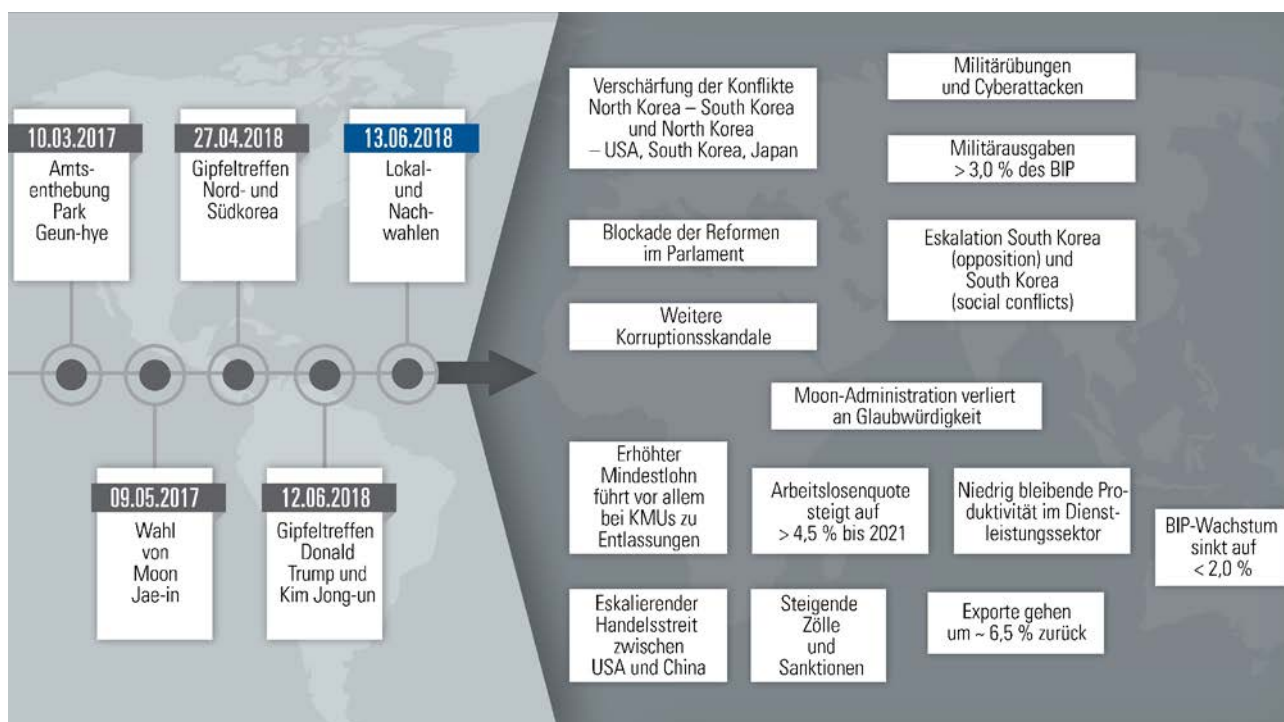 10.03.2017
Amts-
enthebung
Park
Geun-hye
27.04.2018
Gipfeltreffen
Nord- und
Südkorea
13.06.2018
Lokal-
und
Nach-
wahlen
09.05.2017
Wahl
von
Moon
Jae-in
12.06.2018
Gipfeltreffen
Donald
Trump und
Kim Jong-un
Verschärfung der Konflikte
North Korea – South Korea
und North Korea
– USA, South Korea, Japan
Militärübungen
und Cyberattacken
Militärausgaben
> 3,0 % des BIP
Blockade der Reformen
im Parlament
Eskalation South Korea
(opposition) und
South Korea
(social conflicts)
Weitere
Korruptionsskandale
Moon-Administration verliert
an Glaubwürdigkeit
Erhöhter
Mindestlohn
führt vor allem
bei KMUs zu
Entlassungen
Arbeitslosenquote
steigt auf
> 4,5 % bis 2021
Niedrig bleibende Pro-
duktivität im Dienst-
leistungssektor
BIP-Wachstum
sinkt auf
< 2,0 %
Eskalierender
Handelsstreit
zwischen
USA und China
Steigende
Zölle
und
Sanktionen
Exporte gehen
um ~ 6,5 % zurück